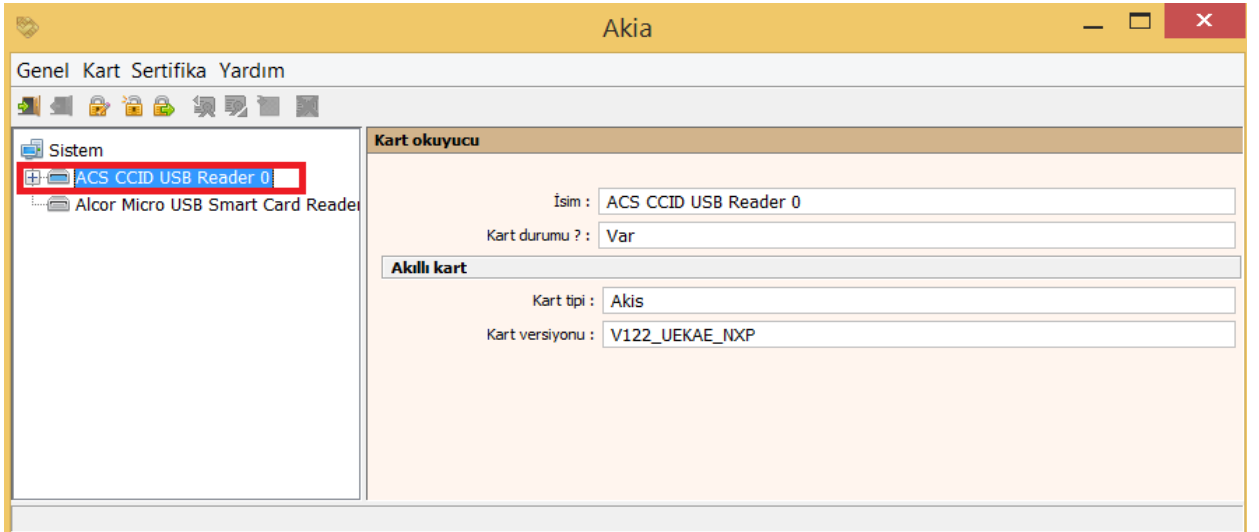 Akia
Genel Kart Sertifika Yardım
Sistem
ACS CCID USB Reader 0
Alcor Micro USB Smart Card Reader
Kart okuyucu
İsim : ACS CCID USB Reader 0
Kart durumu ? : Var
Akıllı kart
Kart tipi : Akis
Kart versiyonu : V122_UEKAE_NXP